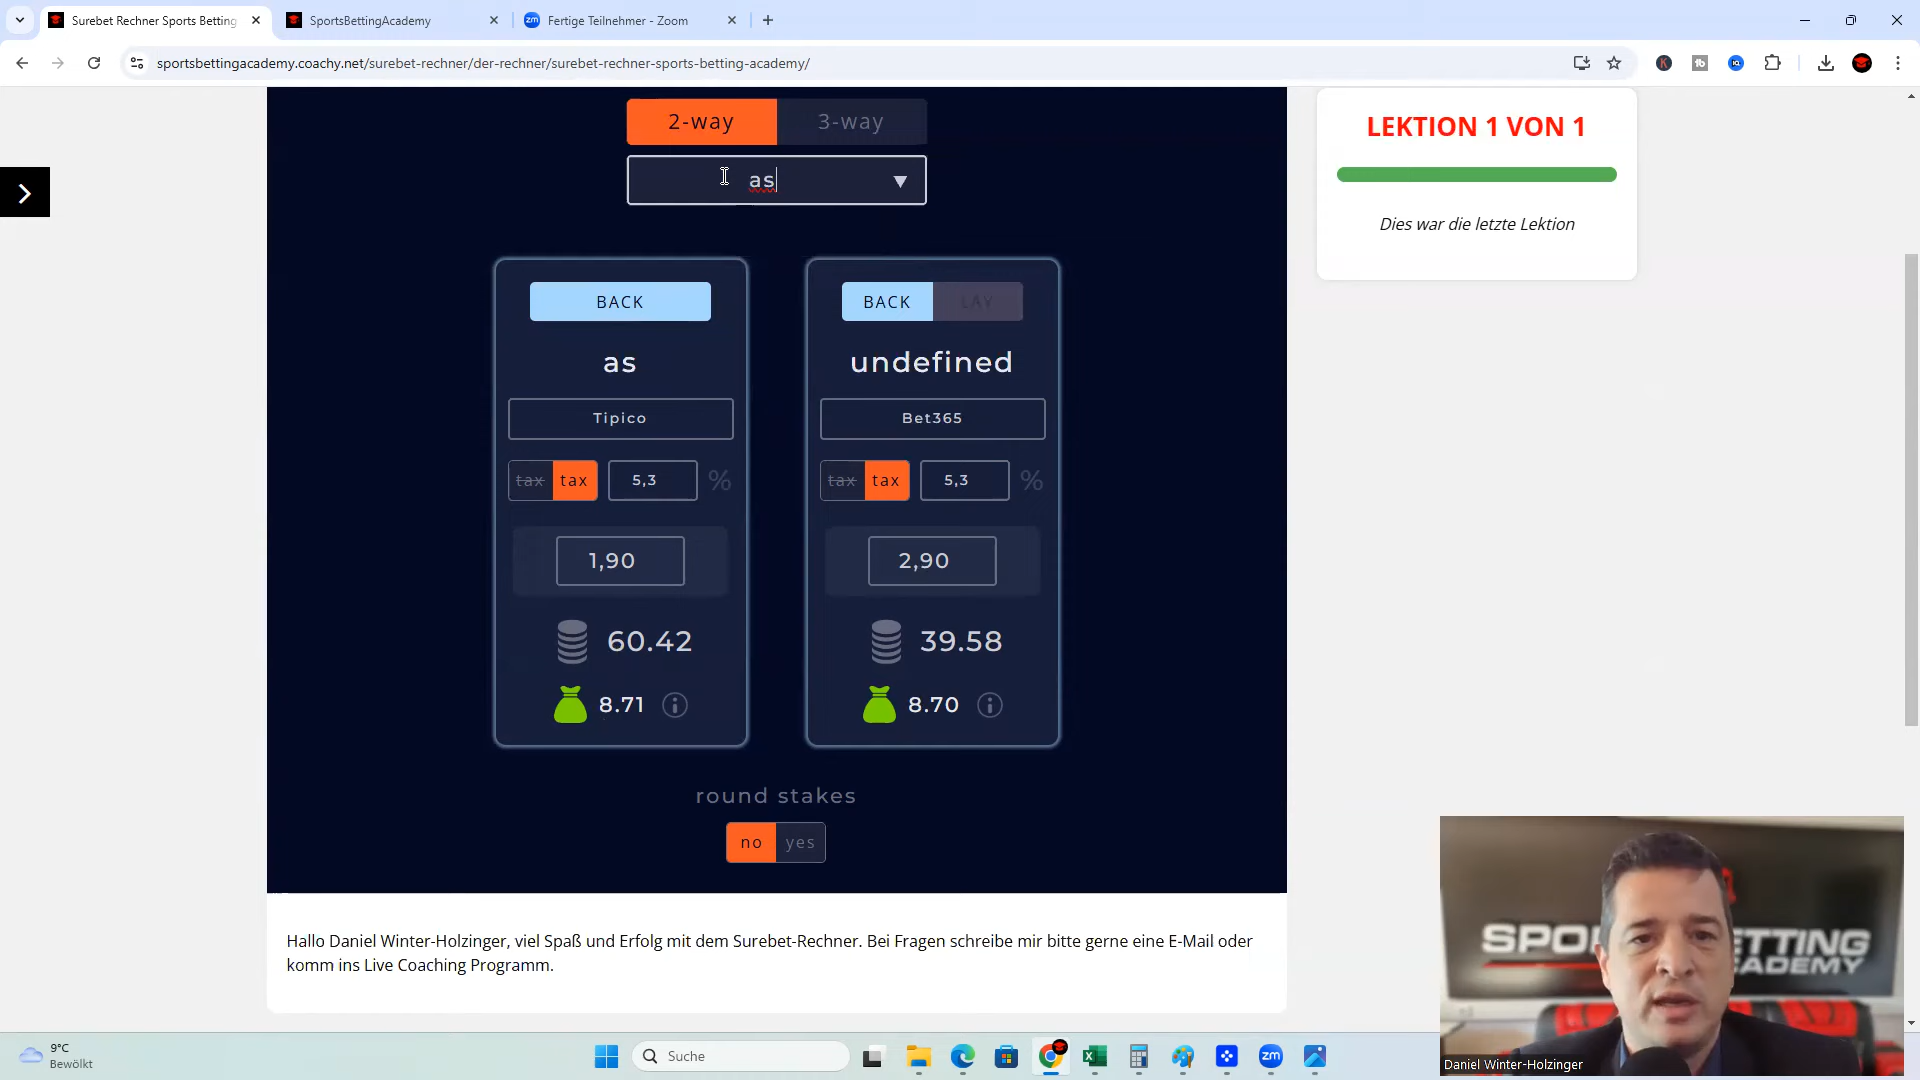 Surebet Rechner Sports Betting
SportsBettingAcademy
Fertige Teilnehmer - Zoom
sportsbettingacademy.coachy.net/surebet-rechner/der-rechner/surebet-rechner-sports-betting-academy/
2-way
3-way
as
LEKTION 1 VON 1
Dies war die letzte Lektion
BACK
BACK
LAY
as
undefined
Tipico
Bet365
tax
tax
5,3
%
tax
tax
5,3
%
1,90
2,90
60.42
39.58
8.71
8.70
round stakes
no
yes
Hallo Daniel Winter-Holzinger, viel Spaß und Erfolg mit dem Surebet-Rechner. Bei Fragen schreibe mir bitte gerne eine E-Mail oder
komm ins Live Coaching Programm.
SPO
ETTING
ACADEMY
Daniel Winter-Holzinger
9°C
Bewölkt
Suche